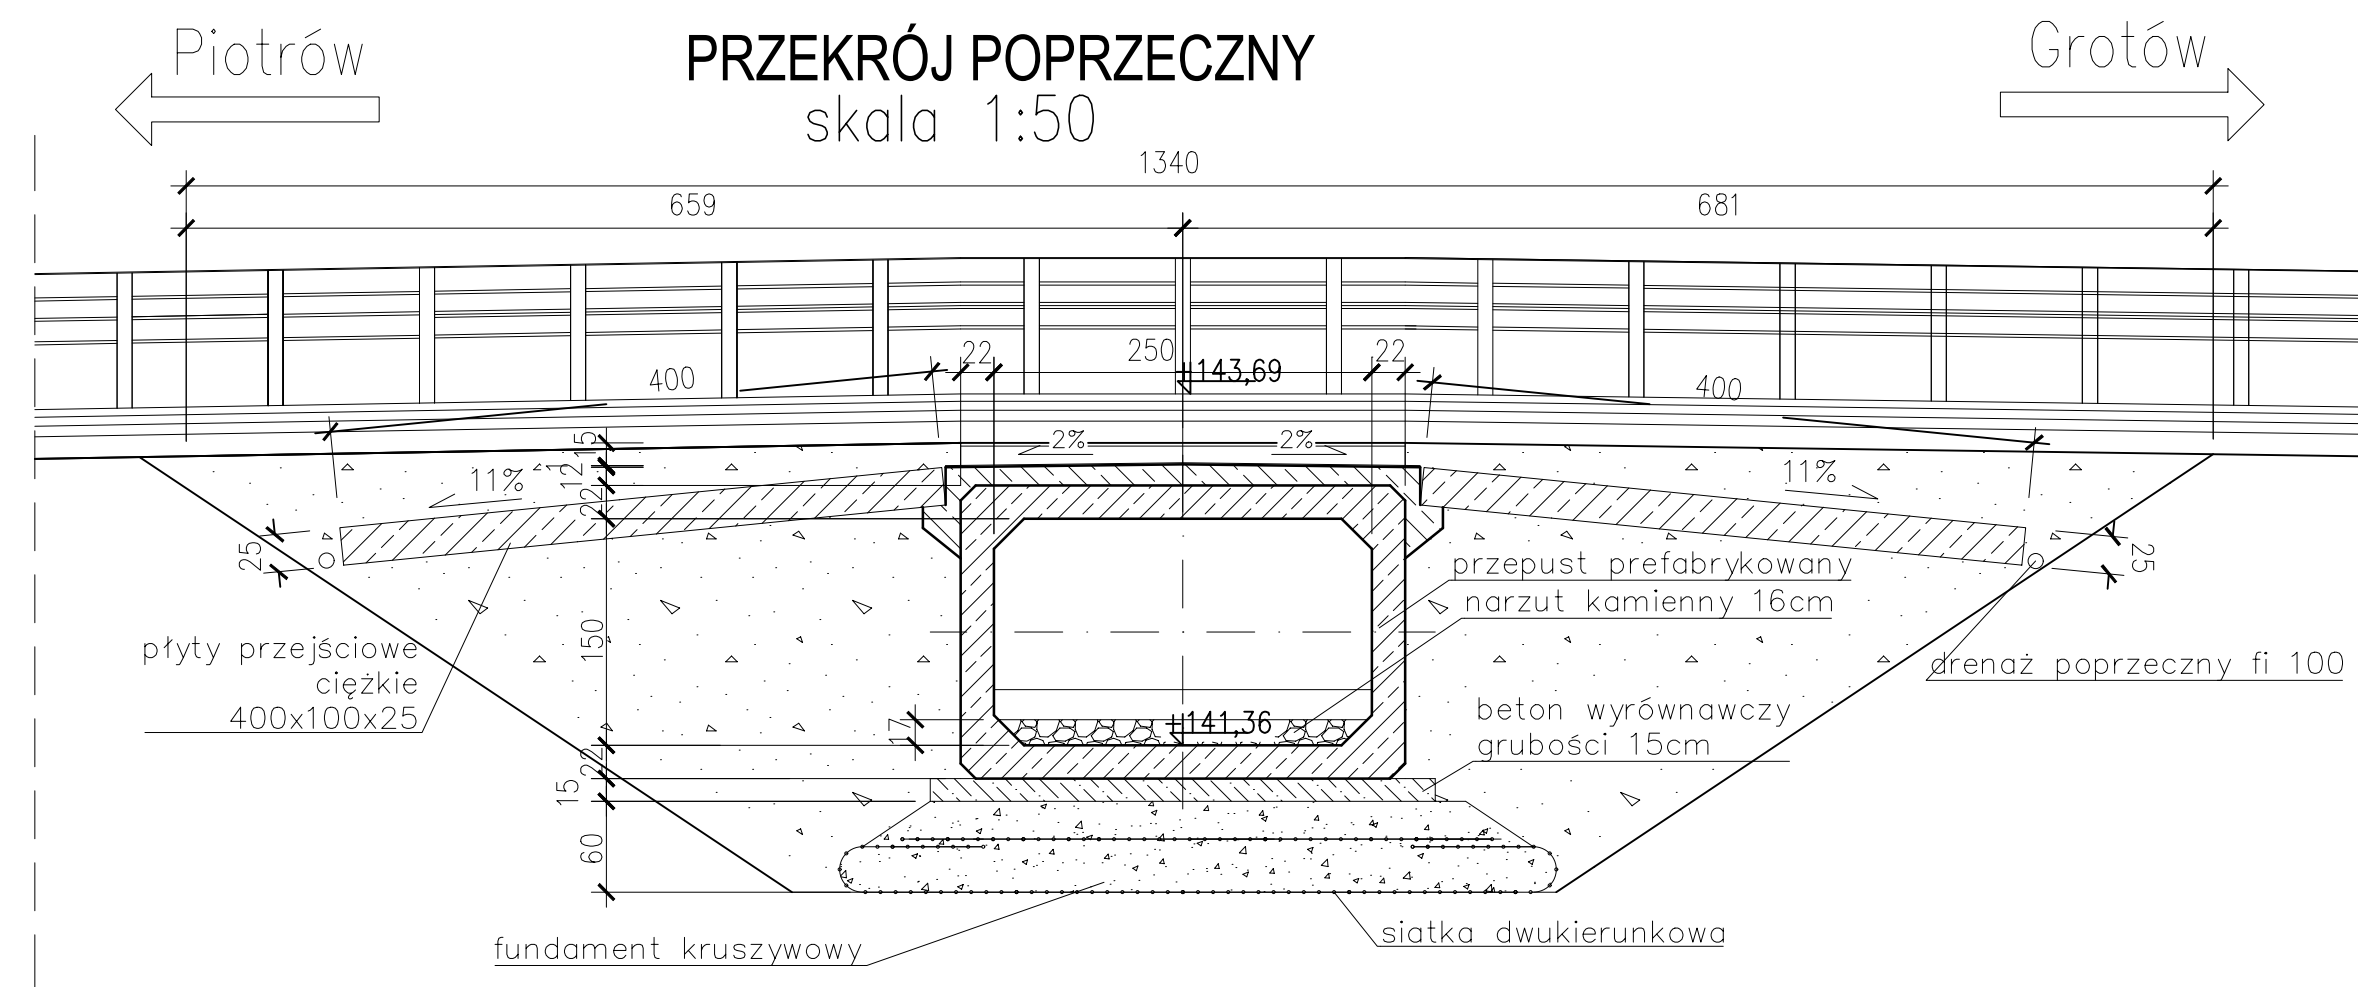 Piotrów
PRZEKRÓJ POPRZECZNY
Grotów
skala 1:50
1340
659
681
22
250
22
+143,69
400
400
15
2%
2%
1
12
11%
11%
22
25
25
przepust prefabrykowany
narzut kamienny 16cm
150
płyty przejściowe
ciężkie
400x100x25
drenaż poprzeczny fi 100
17
+141,36
beton wyrównawczy
grubości 15cm
22
15
60
fundament kruszywowy
siatka dwukierunkowa